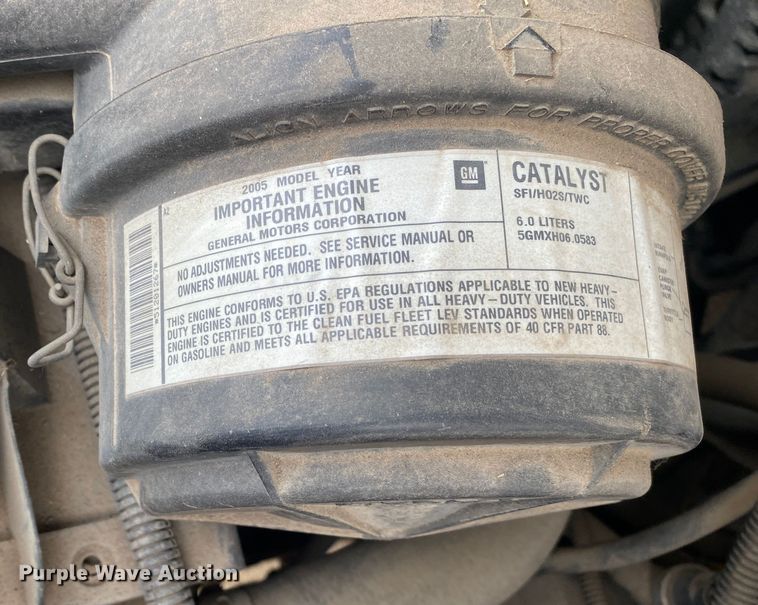 ALIGN ARROWS FOR PROPER COVER
2005 MODEL YEAR
IMPORTANT ENGINE
INFORMATION
GENERAL MOTORS CORPORATION
GM
AZ
NO ADJUSTMENTS NEEDED. SEE SERVICE MANUAL OR
OWNERS MANUAL FOR MORE INFORMATION.
THIS ENGINE CONFORMS TO U.S. EPA REGULATIONS APPLICABLE TO NEW HEAVY-
DUTY ENGINES AND IS CERTIFIED FOR USE IN ALL HEAVY-DUTY VEHICLES. THIS
ENGINE IS CERTIFIED TO THE CLEAN FUEL FLEET LEV STANDARDS WHEN OPERATED
ON GASOLINE AND MEETS ALL APPLICABLE REQUIREMENTS OF 40 CFR PART 88.
CATALYST
SFI/HO2S/TWC
6.0 LITERS
5GMXH06.0583
Purple Wave Auction